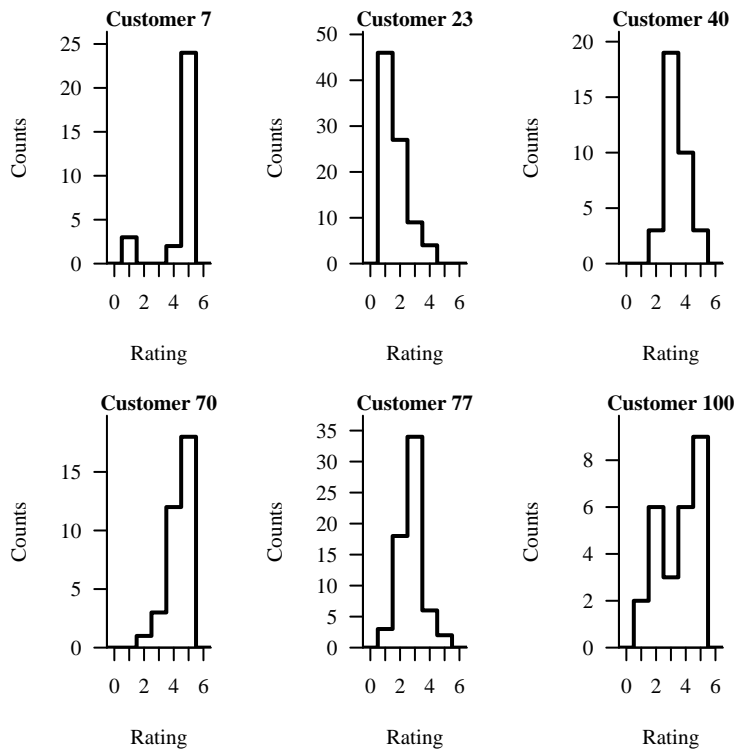 Customer 7
25
20
15
10
5
0
Counts
0 2 4 6
Rating
Customer 23
50
40
30
20
10
0
Counts
0 2 4 6
Rating
Customer 40
20
15
10
5
0
Counts
0 2 4 6
Rating
Customer 70
15
10
5
0
Counts
0 2 4 6
Rating
Customer 77
35
30
25
20
15
10
5
0
Counts
0 2 4 6
Rating
Customer 100
8
6
4
2
0
Counts
0 2 4 6
Rating